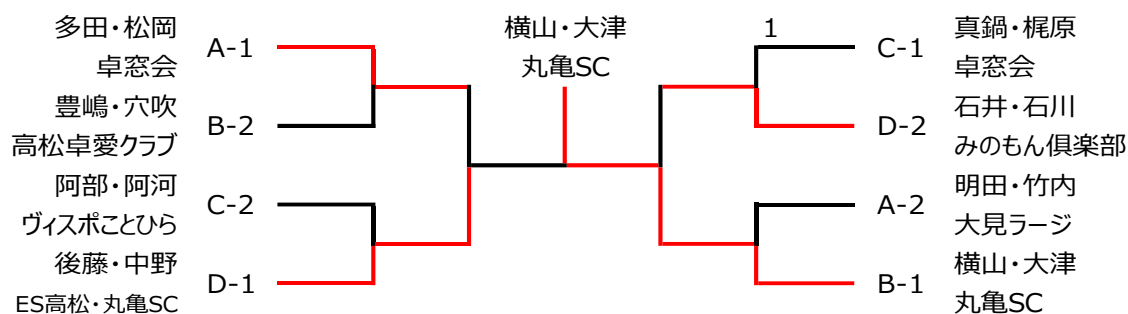 多田・松岡
卓窓会
A-1
豊嶋・穴吹
高松卓愛クラブ
B-2
阿部・阿河
ヴィスポことひら
C-2
後藤・中野
ES高松・丸亀SC
D-1
横山・大津
丸亀SC
1
C-1
真鍋・梶原
卓窓会
D-2
石井・石川
みのもん倶楽部
A-2
明田・竹内
大見ラージ
B-1
横山・大津
丸亀SC